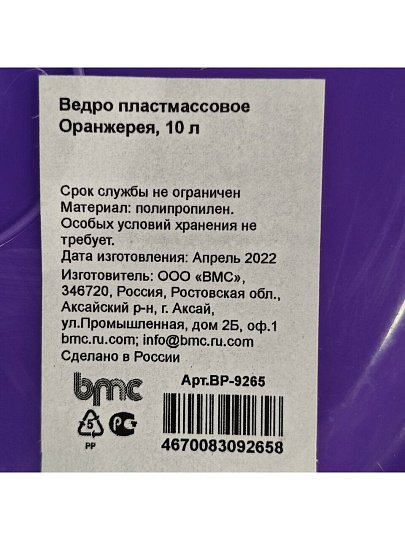 Ведро пластмассовое
Оранжерея, 10 л
Срок службы не ограничен
Материал: полипропилен.
Особых условий хранения не
требует.
Дата изготовления: Апрель 2022
Изготовитель: ООО «ВМС»,
346720, Россия, Ростовская обл.,
Аксайский р-н, г. Аксай,
ул.Промышленная, дом 2Б, оф.1
bmc.ru.com; info@bmc.ru.com
Сделано в России
bmc
Арт.BP-9265
5
PP
4670083092658